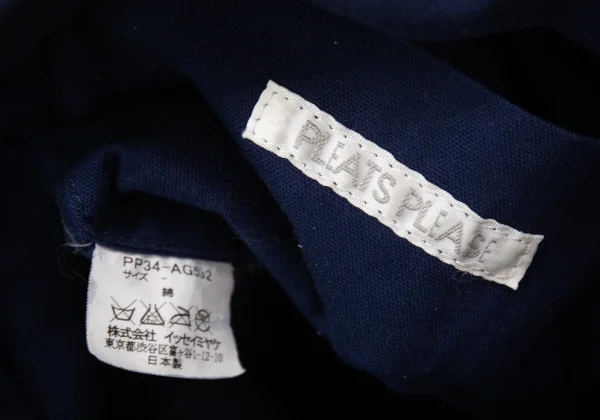 PLEATS PLEASE
PP34-AG552
サイズ -
綿
株式会社 イッセイミヤケ
東京都渋谷区富ヶ谷1-12-10
日本製